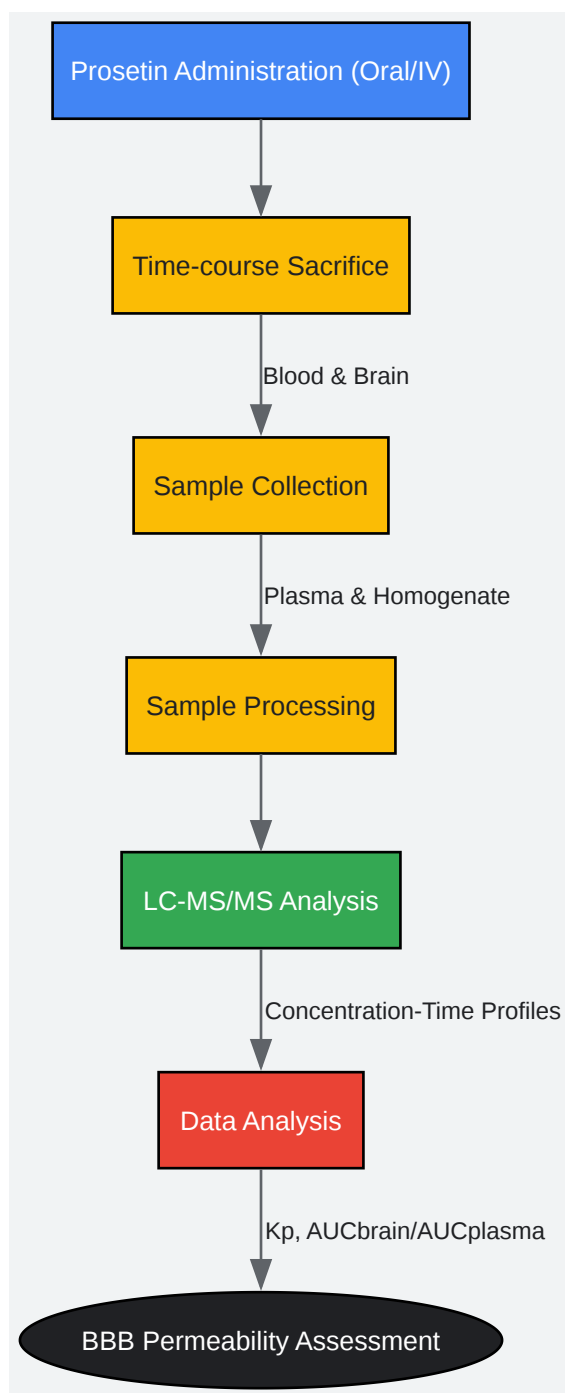 Prosetin Administration (Oral/IV)
Time-course Sacrifice
Blood & Brain
Sample Collection
Plasma & Homogenate
Sample Processing
LC-MS/MS Analysis
Concentration-Time Profiles
Data Analysis
Kp, AUCbrain/AUCplasma
BBB Permeability Assessment